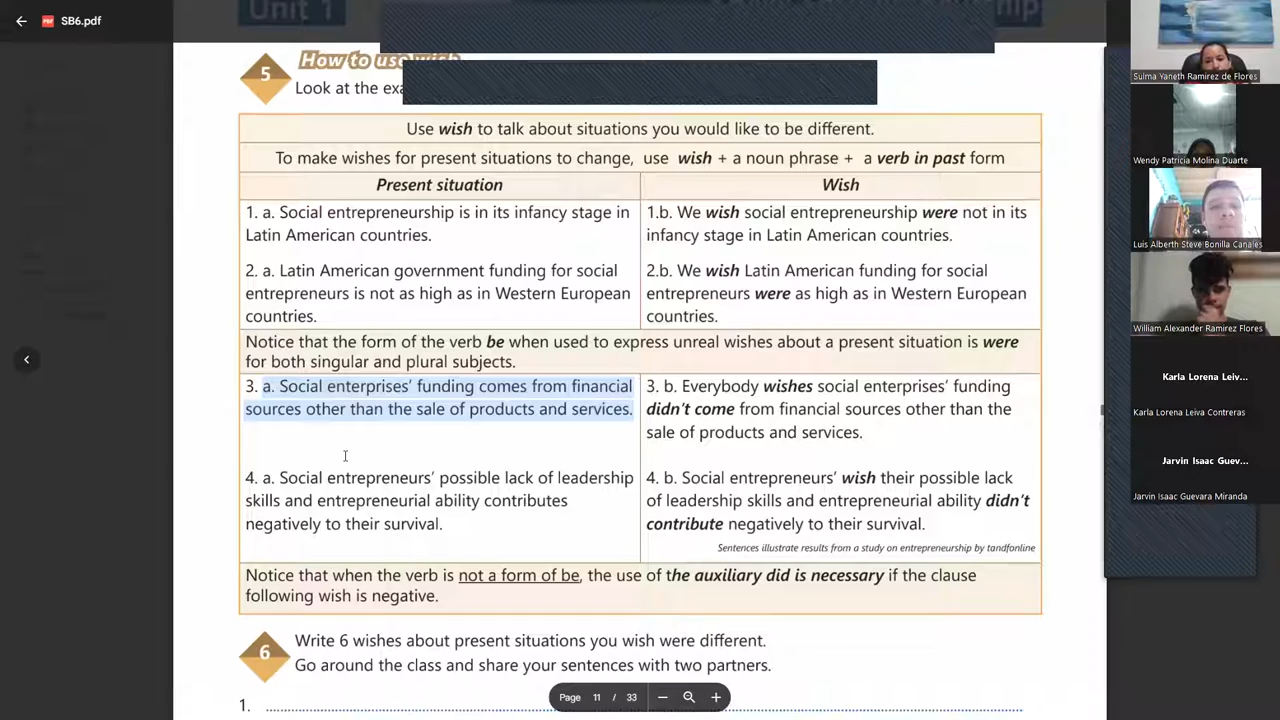 SB6.pdf
Unit 1
5
How to use wish
Look at the exa
Use wish to talk about situations you would like to be different.
To make wishes for present situations to change, use wish + a noun phrase + a verb in past form
Present situation
Wish
1. a. Social entrepreneurship is in its infancy stage in
Latin American countries.
1.b. We wish social entrepreneurship were not in its
infancy stage in Latin American countries.
2. a. Latin American government funding for social
entrepreneurs is not as high as in Western European
countries.
2.b. We wish Latin American funding for social
entrepreneurs were as high as in Western European
countries.
Notice that the form of the verb be when used to express unreal wishes about a present situation is were
for both singular and plural subjects.
3. a. Social enterprises’ funding comes from financial
sources other than the sale of products and services.
3. b. Everybody wishes social enterprises’ funding
didn’t come from financial sources other than the
sale of products and services.
4. a. Social entrepreneurs’ possible lack of leadership
skills and entrepreneurial ability contributes
negatively to their survival.
4. b. Social entrepreneurs’ wish their possible lack
of leadership skills and entrepreneurial ability didn’t
contribute negatively to their survival.
Sentences illustrate results from a study on entrepreneurship by tandfonline
Notice that when the verb is not a form of be, the use of the auxiliary did is necessary if the clause
following wish is negative.
6
Write 6 wishes about present situations you wish were different.
Go around the class and share your sentences with two partners.
1.
Page 11 / 33
Sulma Yaneth Ramirez de Flores
Wendy Patricia Molina Duarte
Luis Alberth Steve Bonilla Canales
William Alexander Ramirez Flores
Karla Lorena Leiv...
Karla Lorena Leiva Contreras
Jarvin Isaac Guev...
Jarvin Isaac Guevara Miranda